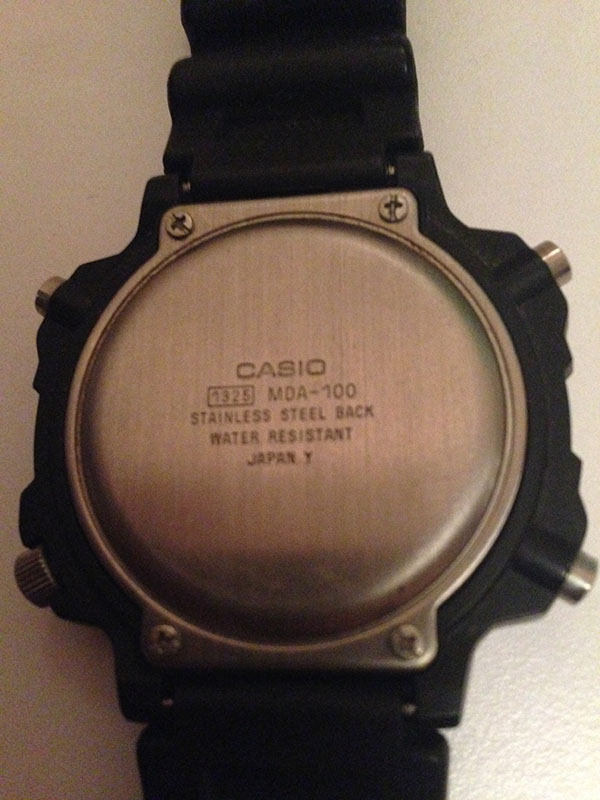 CASIO
1325 MDA-100
STAINLESS STEEL BACK
WATER RESISTANT
JAPAN Y